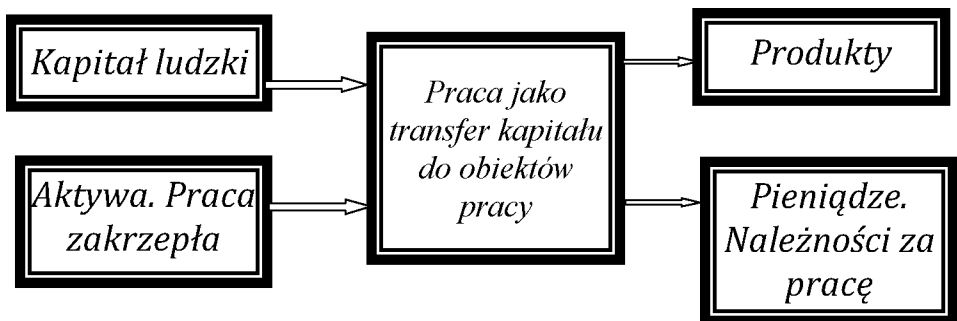 Kapitał ludzki
Aktywa. Praca
zakrzepła
Praca jako
transfer kapitału
do obiektów
pracy
Produkty
Pieniądze.
Należności za
pracę